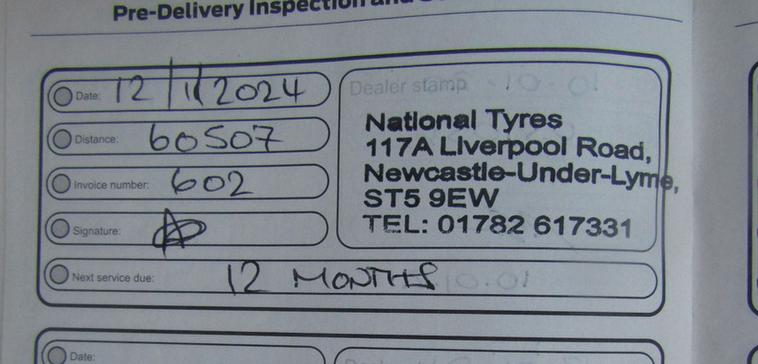 Pre-Delivery Inspection and
Date: 12/1/2024
Distance: 60507
Invoice number: 602
Signature:
Next service due: 12 MONTHS
Dealer stamp
National Tyres
117A Liverpool Road,
Newcastle-Under-Lyme,
ST5 9EW
TEL: 01782 617331
Date: